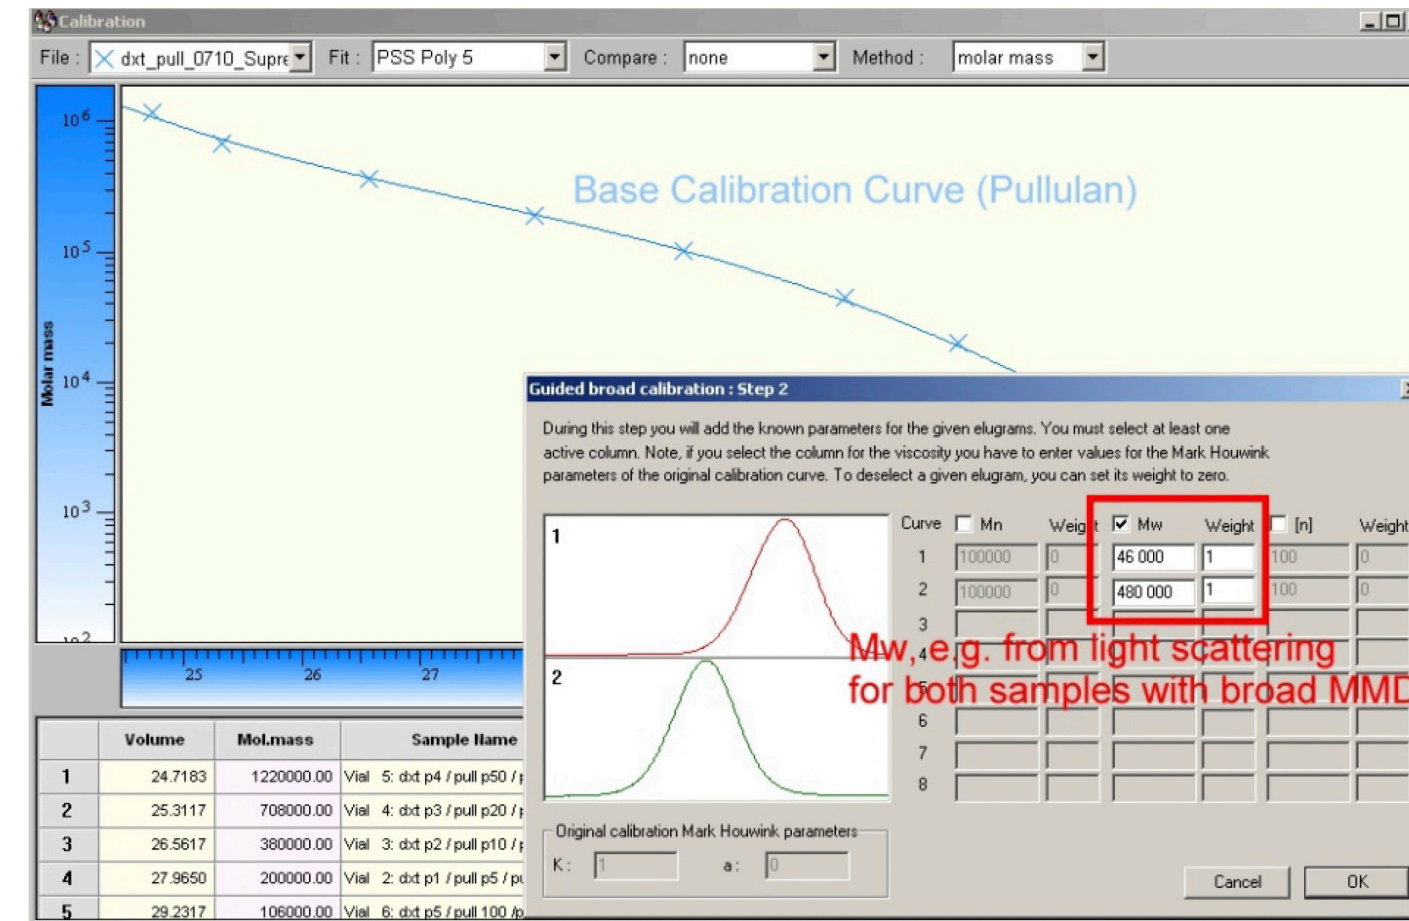 Calibration
File : dxt_pull_0710_Supre Fit : PSS Poly 5 Compare : none Method : molar mass
10⁶
Base Calibration Curve (Pullulan)
10⁵
Molar mass
10⁴
10³
10²
25 26 27
Volume Mol.mass Sample Name
1 24.7183 1220000.00 Vial 5: dxt p4 / pull p50 / p
2 25.3117 708000.00 Vial 4: dxt p3 / pull p20 / p
3 26.5617 380000.00 Vial 3: dxt p2 / pull p10 / p
4 27.9650 200000.00 Vial 2: dxt p1 / pull p5 / pu
5 29.2317 106000.00 Vial 6: dxt p5 / pull 100 /p
Guided broad calibration : Step 2
During this step you will add the known parameters for the given elugrams. You must select at least one
active column. Note, if you select the column for the viscosity you have to enter values for the Mark Houwink
parameters of the original calibration curve. To deselect a given elugram, you can set its weight to zero.
1
2
Curve Mn Weight Mw Weight [n] Weight
1 100000 0 46 000 1 100 0
2 100000 0 480 000 1 100 0
3
4
5
6
7
8
Mw,e.g. from light scattering
for both samples with broad MMD
Original calibration Mark Houwink parameters
K : 1 a : 0
Cancel OK